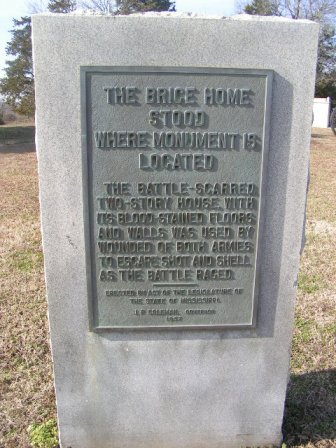 THE BRICE HOME
STOOD
WHERE MONUMENT IS
LOCATED
THE BATTLE-SCARRED
TWO-STORY HOUSE, WITH
ITS BLOOD-STAINED FLOORS
AND WALLS WAS USED BY
WOUNDED OF BOTH ARMIES
TO ESCAPE SHOT AND SHELL
AS THE BATTLE RAGED.
ERECTED BY ACT OF THE LEGISLATURE OF
THE STATE OF MISSISSIPPI.
J. P. COLEMAN, GOVERNOR